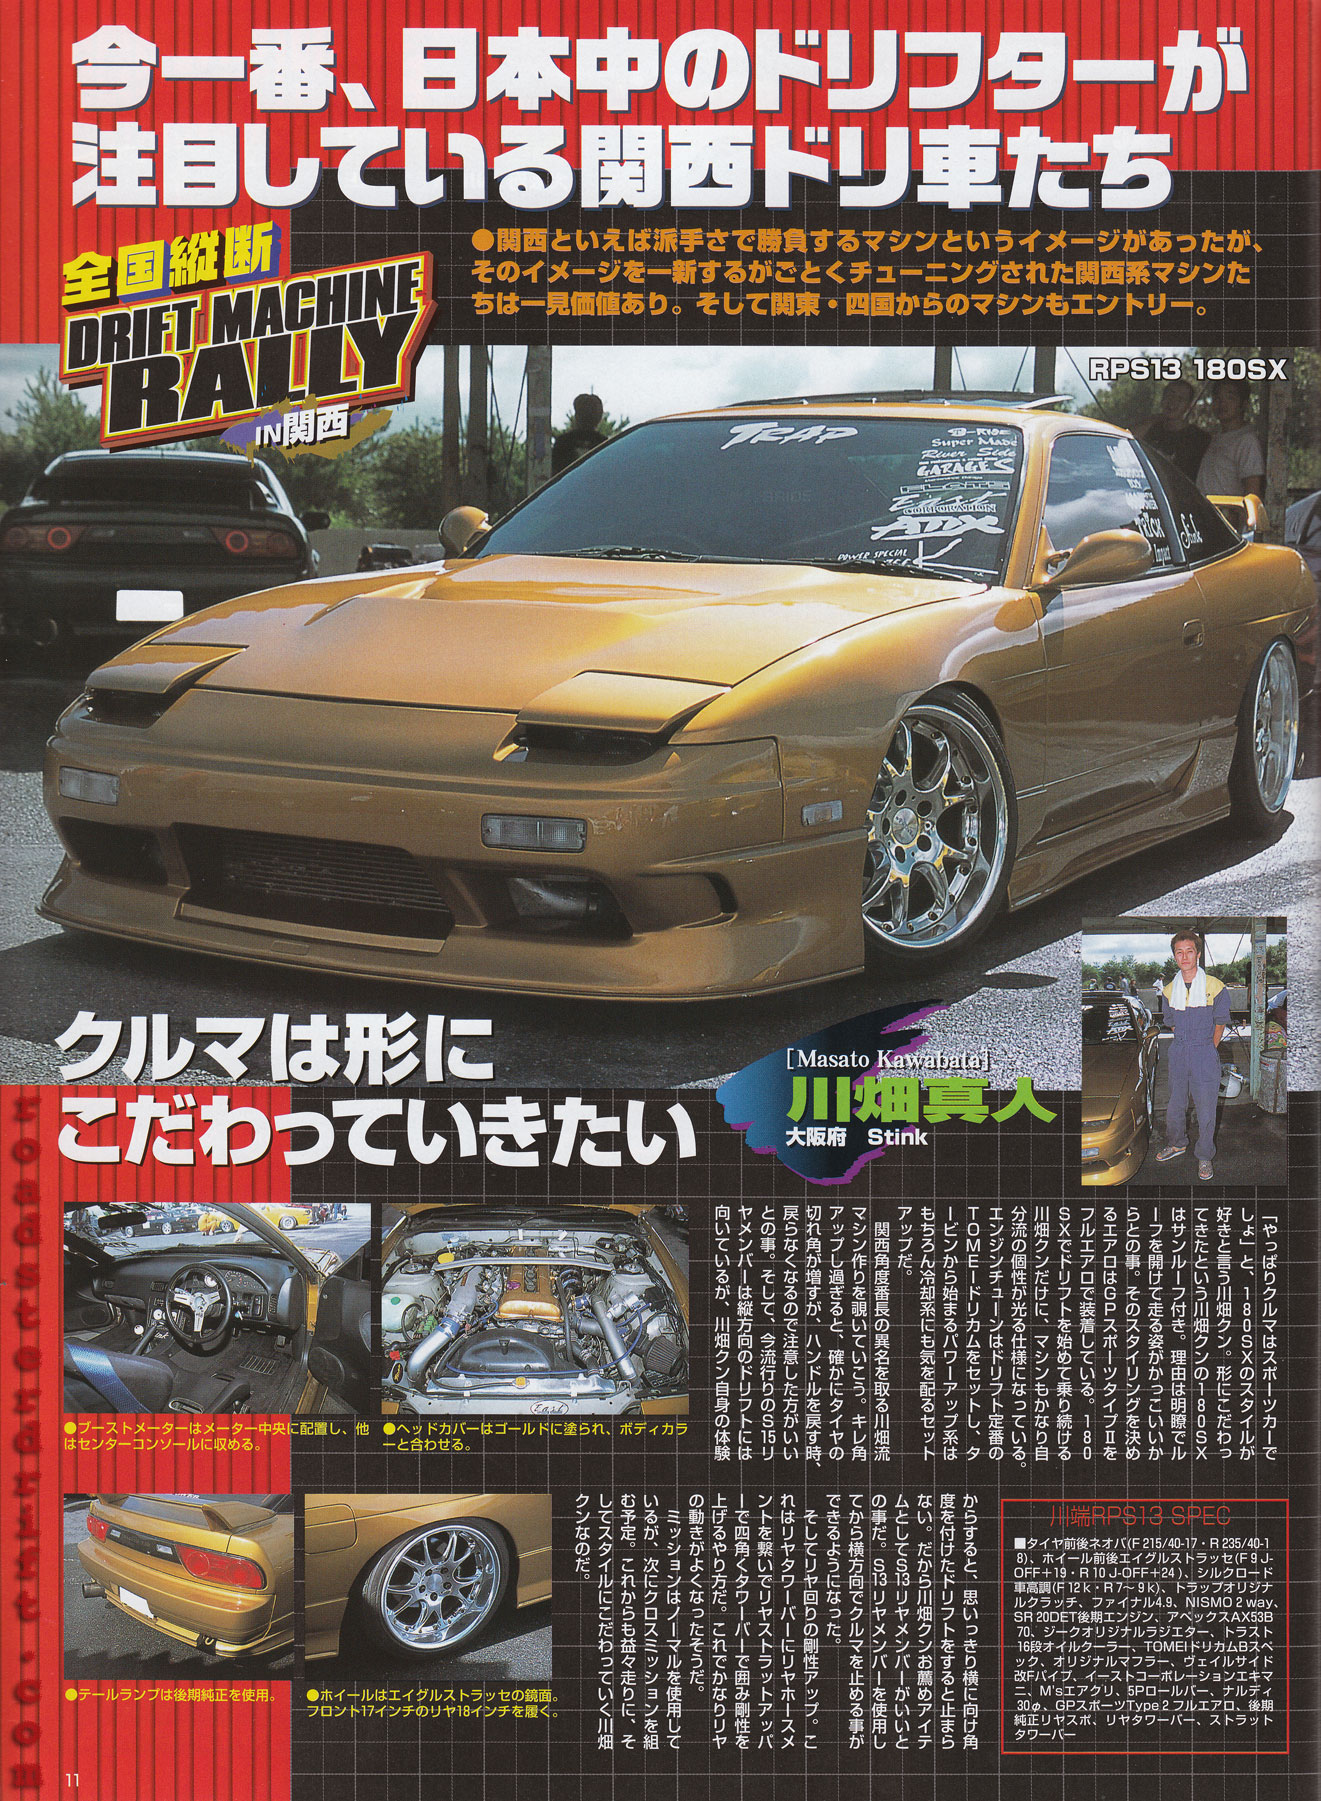 今一番、日本中のドリフターが
注目している関西ドリ車たち
全国縦断
DRIFT MACHINE
RALLY
IN関西
●関西といえば派手さで勝負するマシンというイメージがあったが、
そのイメージを一新するがごとくチューニングされた関西系マシンた
ちは一見価値あり。そして関東・四国からのマシンもエントリー。
RPS13 180SX
TRAP
B-RIDE
Super Made
River Side
GARAGES
East
CORPORATION
POWER SPECIAL
BRIDE
Stink
クルマは形に
こだわっていきたい
[Masato Kawabata]
川畑真人
大阪府 Stink
「やっぱりクルマはスポーツカーで
しょ」と、180SXのスタイルが
好きと言う川畑クン。形にこだわっ
てきたという川畑クンの180SX
はサンルーフ付き。理由は明瞭でル
ーフを開けて走る姿がかっこいいか
らとの事。そのスタイリングを決め
るエアロはGPスポーツタイプⅡを
フルエアロで装着している。180
SXでドリフトを始めて乗り続ける
川畑クンだけに、マシンもかなり自
分流の個性が光る仕様になっている。
エンジンチューンはドリフト定番の
TOMEIドリカムをセットし、タ
ービンから始まるパワーアップ系は
もちろん冷却系にも気を配るセット
アップだ。
関西角度番長の異名を取る川畑流
マシン作りを覗いていこう。キレ角
アップし過ぎると、確かにタイヤの
切れ角が増すが、ハンドルを戻す時、
戻らなくなるので注意した方がいい
との事。そして、今流行りのS15リ
ヤメンバーは縦方向のドリフトには
向いているが、川畑クン自身の体験
からすると、思いっきり横に向け角
度を付けたドリフトをすると止まら
ない。だから川畑クンお薦めアイテ
ムとしてS13リヤメンバーがいいと
の事だ。S13リヤメンバーを使用し
てから横方向でクルマを止める事が
できるようになった。
そしてリヤ回りの剛性アップ。こ
れはリヤタワーバーにリヤホースメ
ントを繋いでリヤストラットアッパ
ーで四角くタワーバーで囲み剛性を
上げるやり方だ。これでかなりリヤ
の動きがよくなったそうだ。
ミッションはノーマルを使用して
いるが、次にクロスミッションを組
む予定。これからも益々走りに、そ
してスタイルにこだわっていく川畑
クンなのだ。
●ブーストメーターはメーター中央に配置し、他
はセンターコンソールに収める。
●ヘッドカバーはゴールドに塗られ、ボディカラ
ーと合わせる。
●テールランプは後期純正を使用。
●ホイールはエイグルストラッセの鏡面。
フロント17インチのリヤ18インチを履く。
川端RPS13 SPEC
■タイヤ前後ネオバ(F 215/40-17・R 235/40-1
8)、ホイール前後エイグルストラッセ(F 9 J-
OFF+19・R 10 J-OFF+24 )、シルクロード
車高調(F 12 k・R 7～9 k)、トラップオリジナ
ルクラッチ、ファイナル4.9、NISMO 2 way、
SR 20DET後期エンジン、アペックスAX53B
70、ジークオリジナルラジエター、トラスト
16段オイルクーラー、TOMEIドリカムBスペ
ック、オリジナルマフラー、ヴェイルサイド
改Fパイプ、イーストコーポレーションエキマ
ニ、M'sエアクリ、5Pロールバー、ナルディ
30φ、GPスポーツType 2 フルエアロ、後期
純正リヤスポ、リヤタワーバー、ストラット
タワーバー
11
roadsterprint.com